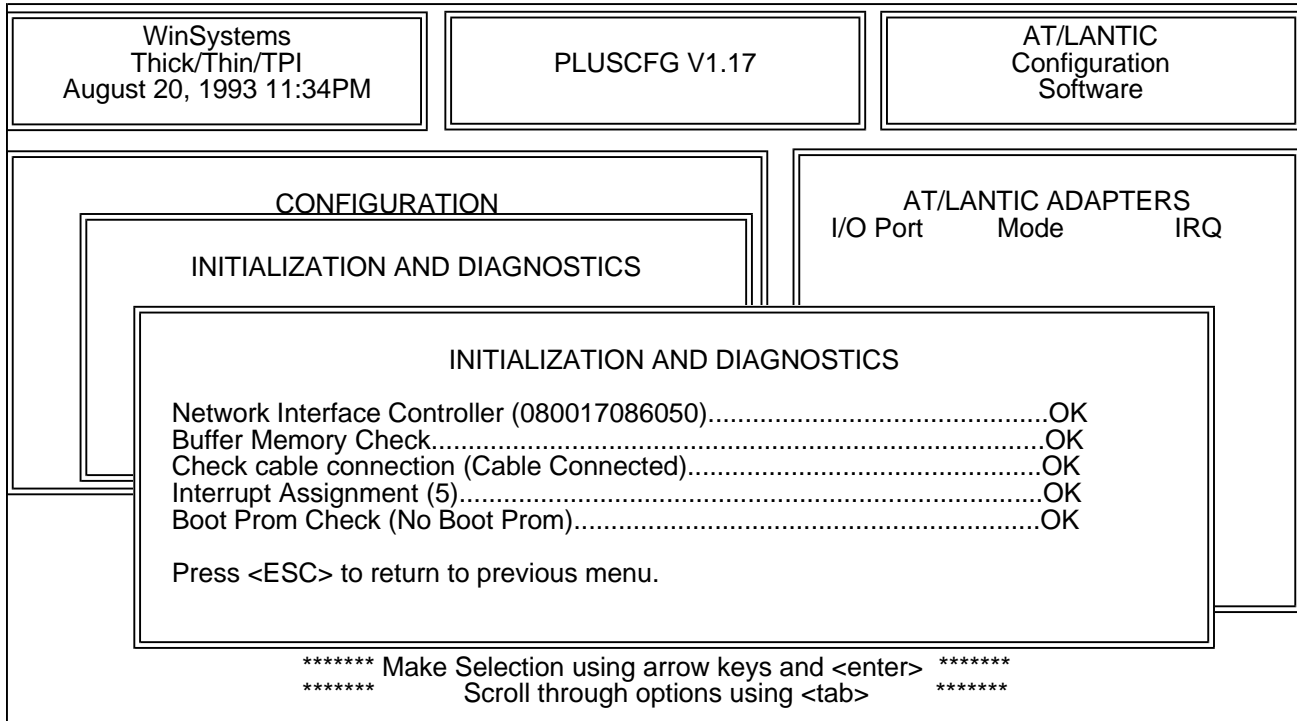 WinSystems
Thick/Thin/TPI
August 20, 1993 11:34PM
PLUSCFG V1.17
AT/LANTIC
Configuration
Software
CONFIGURATION
AT/LANTIC ADAPTERS
I/O Port Mode IRQ
INITIALIZATION AND DIAGNOSTICS
INITIALIZATION AND DIAGNOSTICS
Network Interface Controller (080017086050)..............................................OK
Buffer Memory Check...................................................................................OK
Check cable connection (Cable Connected)................................................OK
Interrupt Assignment (5)...............................................................................OK
Boot Prom Check (No Boot Prom)...............................................................OK
Press <ESC> to return to previous menu.
******* Make Selection using arrow keys and <enter> *******
******* Scroll through options using <tab> *******